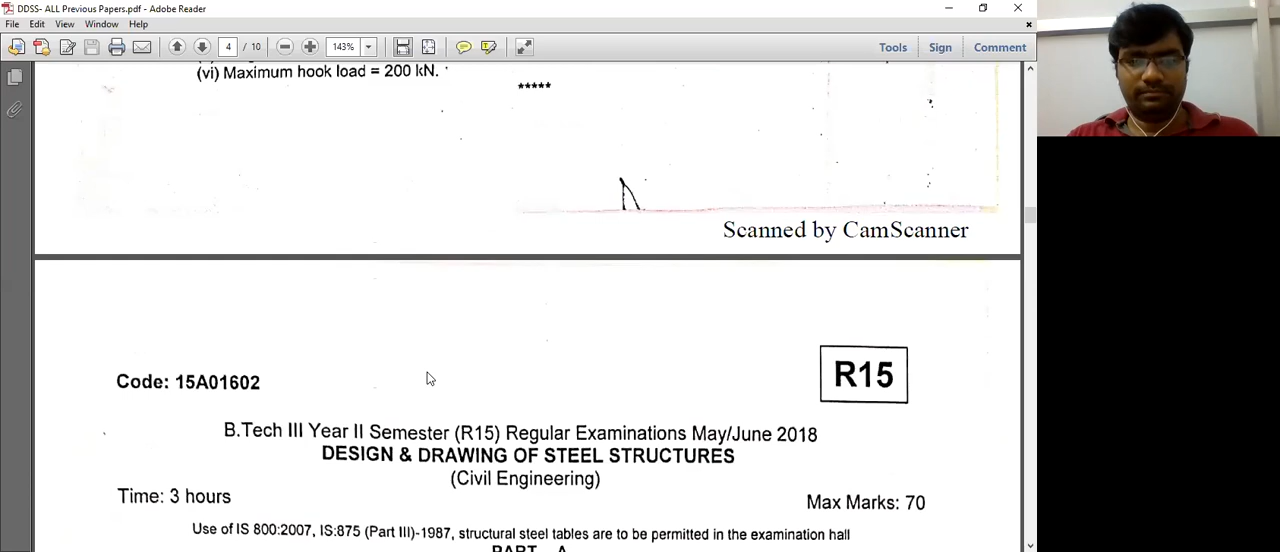 DDSS- ALL Previous Papers.pdf - Adobe Reader
File Edit View Window Help
4 / 10 143% Tools Sign Comment
(vi) Maximum hook load = 200 kN.
*****
Scanned by CamScanner
Code: 15A01602
R15
B.Tech III Year II Semester (R15) Regular Examinations May/June 2018
DESIGN & DRAWING OF STEEL STRUCTURES
(Civil Engineering)
Time: 3 hours
Max Marks: 70
Use of IS 800:2007, IS:875 (Part III)-1987, structural steel tables are to be permitted in the examination hall
PART – A